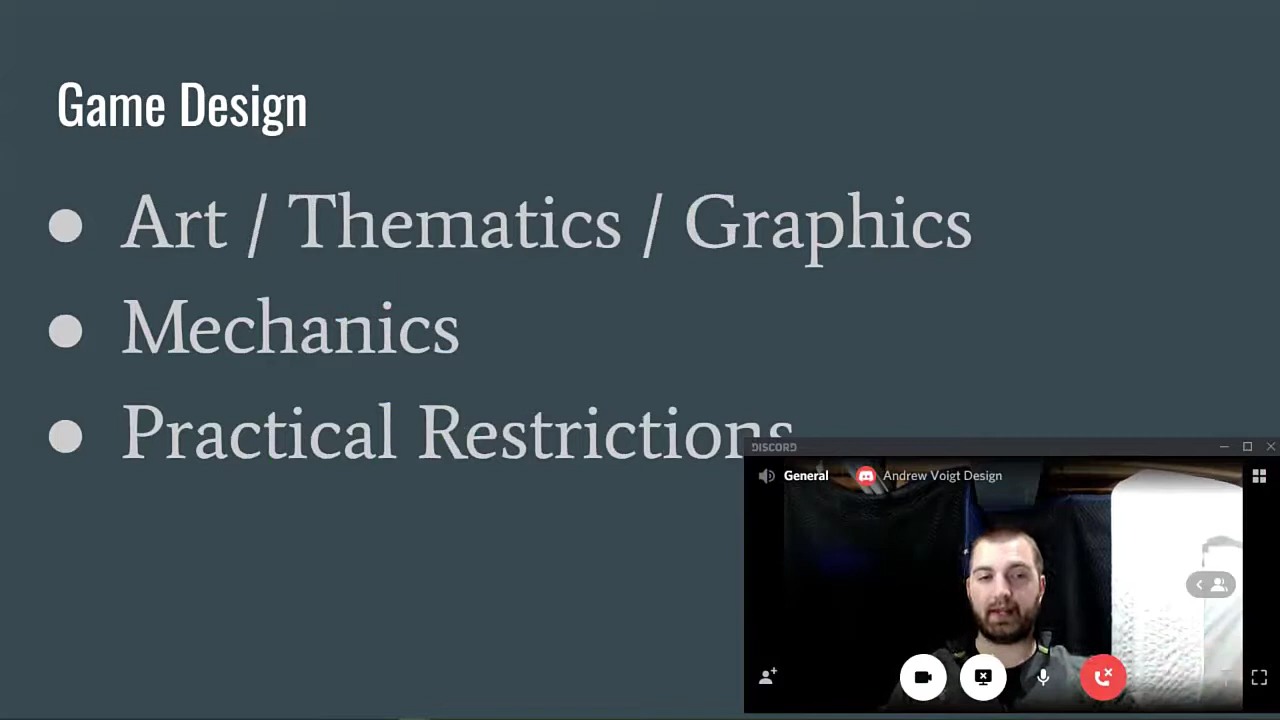 Game Design
● Art / Thematics / Graphics
● Mechanics
● Practical Restrictions
DISCORD
General Andrew Voigt Design